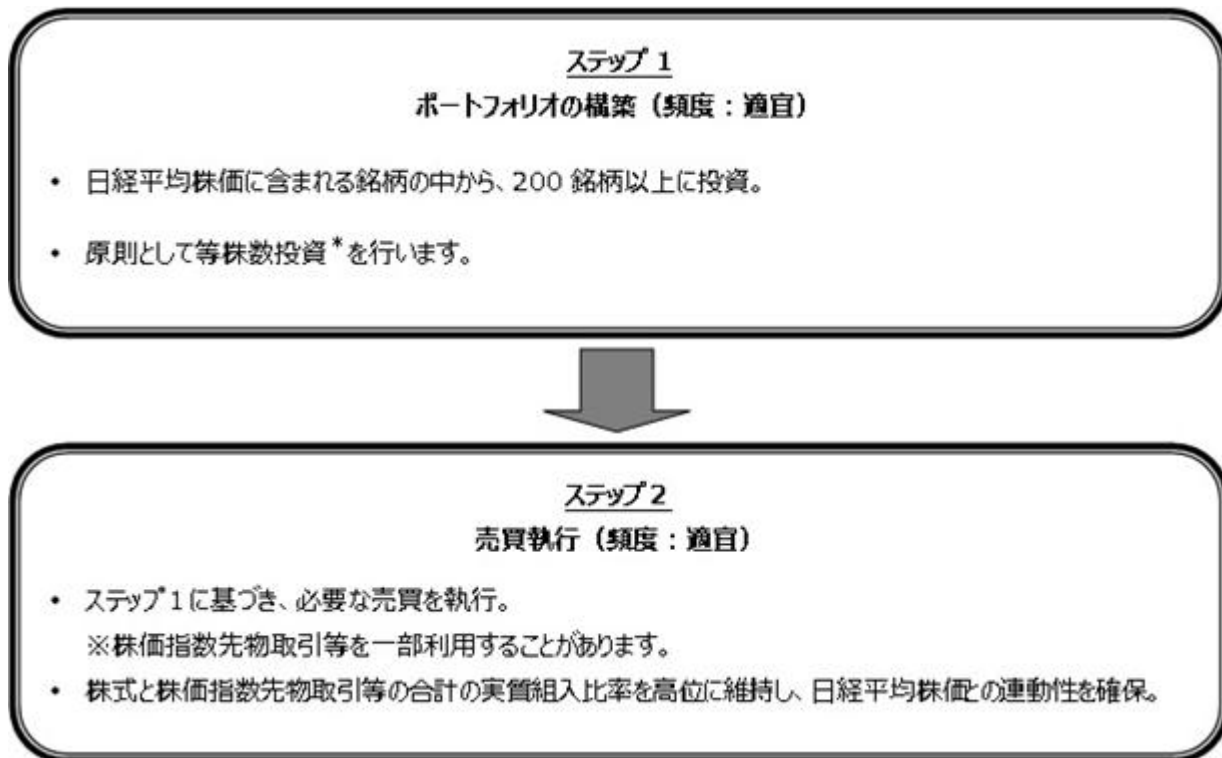 ステップ 1
ポートフォリオの構築（頻度：適宜）
• 日経平均株価に含まれる銘柄の中から、200 銘柄以上に投資。
• 原則として等株数投資*を行います。
ステップ 2
売買執行（頻度：適宜）
• ステップ 1 に基づき、必要な売買を執行。
※株価指数先物取引等を一部利用することがあります。
• 株式と株価指数先物取引等の合計の実質組入比率を高位に維持し、日経平均株価との連動性を確保。